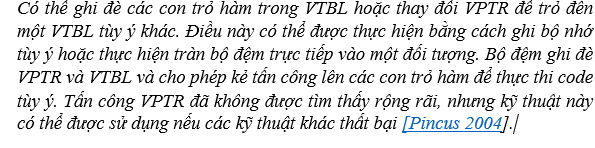 Có thể ghi đè các con trỏ hàm trong VTBL hoặc thay đổi VPTR để trỏ đến
một VTBL tùy ý khác. Điều này có thể được thực hiện bằng cách ghi bộ nhớ
tùy ý hoặc thực hiện tràn bộ đệm trực tiếp vào một đối tượng. Bộ đệm ghi đè
VPTR và VTBL và cho phép kẻ tấn công lên các con trỏ hàm để thực thi code
tùy ý. Tấn công VPTR đã không được tìm thấy rộng rãi, nhưng kỹ thuật này
có thể được sử dụng nếu các kỹ thuật khác thất bại [Pincus 2004].